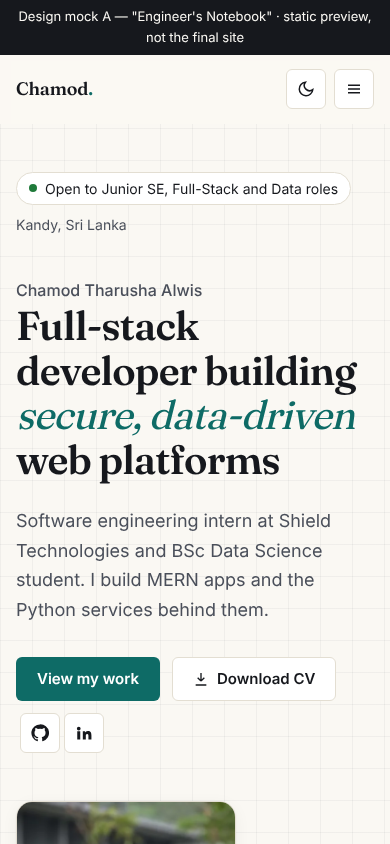 Design mock A — "Engineer's Notebook" · static preview,
not the final site
Chamod.
Open to Junior SE, Full-Stack and Data roles
Kandy, Sri Lanka
Chamod Tharusha Alwis
Full-stack
developer building
secure, data-driven
web platforms
Software engineering intern at Shield
Technologies and BSc Data Science
student. I build MERN apps and the
Python services behind them.
View my work
Download CV